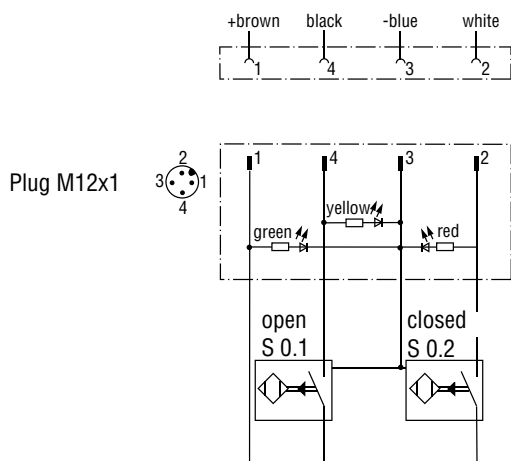 +brown black -blue white
1 4 3 2
Plug M12x1
2
3 1
4
1 4 3 2
yellow
green red
open closed
S 0.1 S 0.2